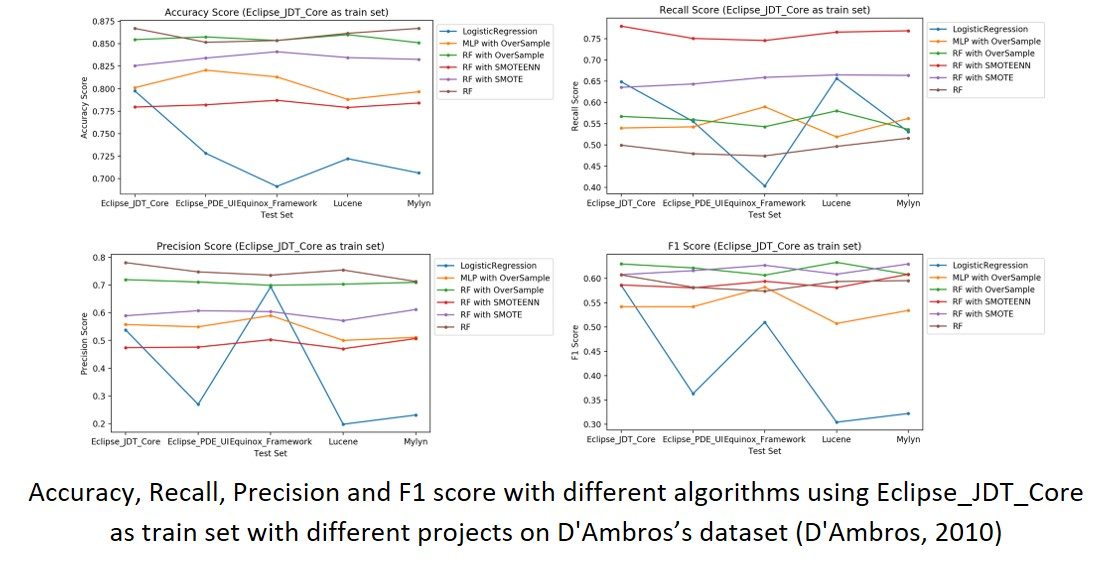 Accuracy Score (Eclipse_JDT_Core as train set)
0.875
0.850
0.825
0.800
0.775
0.750
0.725
0.700
Accuracy Score
Eclipse_JDT_Core Eclipse_PDE_UI Equinox_Framework Lucene Mylyn
Test Set
LogisticRegression
MLP with OverSample
RF with OverSample
RF with SMOTEENN
RF with SMOTE
RF
Recall Score (Eclipse_JDT_Core as train set)
0.75
0.70
0.65
0.60
0.55
0.50
0.45
0.40
Recall Score
Eclipse_JDT_Core Eclipse_PDE_UI Equinox_Framework Lucene Mylyn
Test Set
LogisticRegression
MLP with OverSample
RF with OverSample
RF with SMOTEENN
RF with SMOTE
RF
Precision Score (Eclipse_JDT_Core as train set)
0.8
0.7
0.6
0.5
0.4
0.3
0.2
Precision Score
Eclipse_JDT_Core Eclipse_PDE_UI Equinox_Framework Lucene Mylyn
Test Set
LogisticRegression
MLP with OverSample
RF with OverSample
RF with SMOTEENN
RF with SMOTE
RF
F1 Score (Eclipse_JDT_Core as train set)
0.60
0.55
0.50
0.45
0.40
0.35
0.30
F1 Score
Eclipse_JDT_Core Eclipse_PDE_UI Equinox_Framework Lucene Mylyn
Test Set
LogisticRegression
MLP with OverSample
RF with OverSample
RF with SMOTEENN
RF with SMOTE
RF
Accuracy, Recall, Precision and F1 score with different algorithms using Eclipse_JDT_Core
as train set with different projects on D'Ambros’s dataset (D'Ambros, 2010)